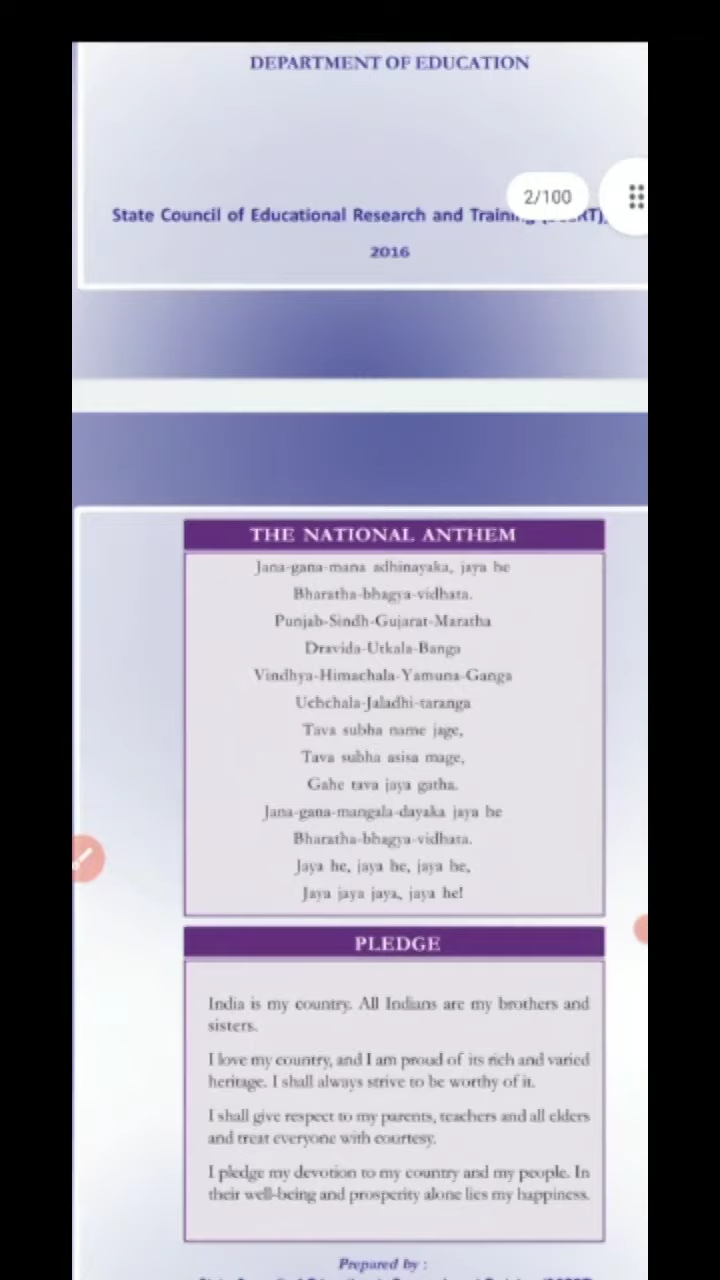 DEPARTMENT OF EDUCATION
2/100
State Council of Educational Research and Training
2016
THE NATIONAL ANTHEM
Jana-gana-mana adhinayaka, jaya he
Bharatha-bhagya-vidhata.
Punjab-Sindh-Gujarat-Maratha
Dravida-Utkala-Banga
Vindhya-Himachala-Yamuna-Ganga
Uchchala-Jaladhi-taranga
Tava subha name jage,
Tava subha asisa mage,
Gahe tava jaya gatha.
Jana-gana-mangala-dayaka jaya he
Bharatha-bhagya-vidhata.
Jaya he, jaya he, jaya he,
Jaya jaya jaya, jaya he!
PLEDGE
India is my country. All Indians are my brothers and
sisters.
I love my country, and I am proud of its rich and varied
heritage. I shall always strive to be worthy of it.
I shall give respect to my parents, teachers and all elders
and treat everyone with courtesy.
I pledge my devotion to my country and my people. In
their well-being and prosperity alone lies my happiness.
Prepared by :